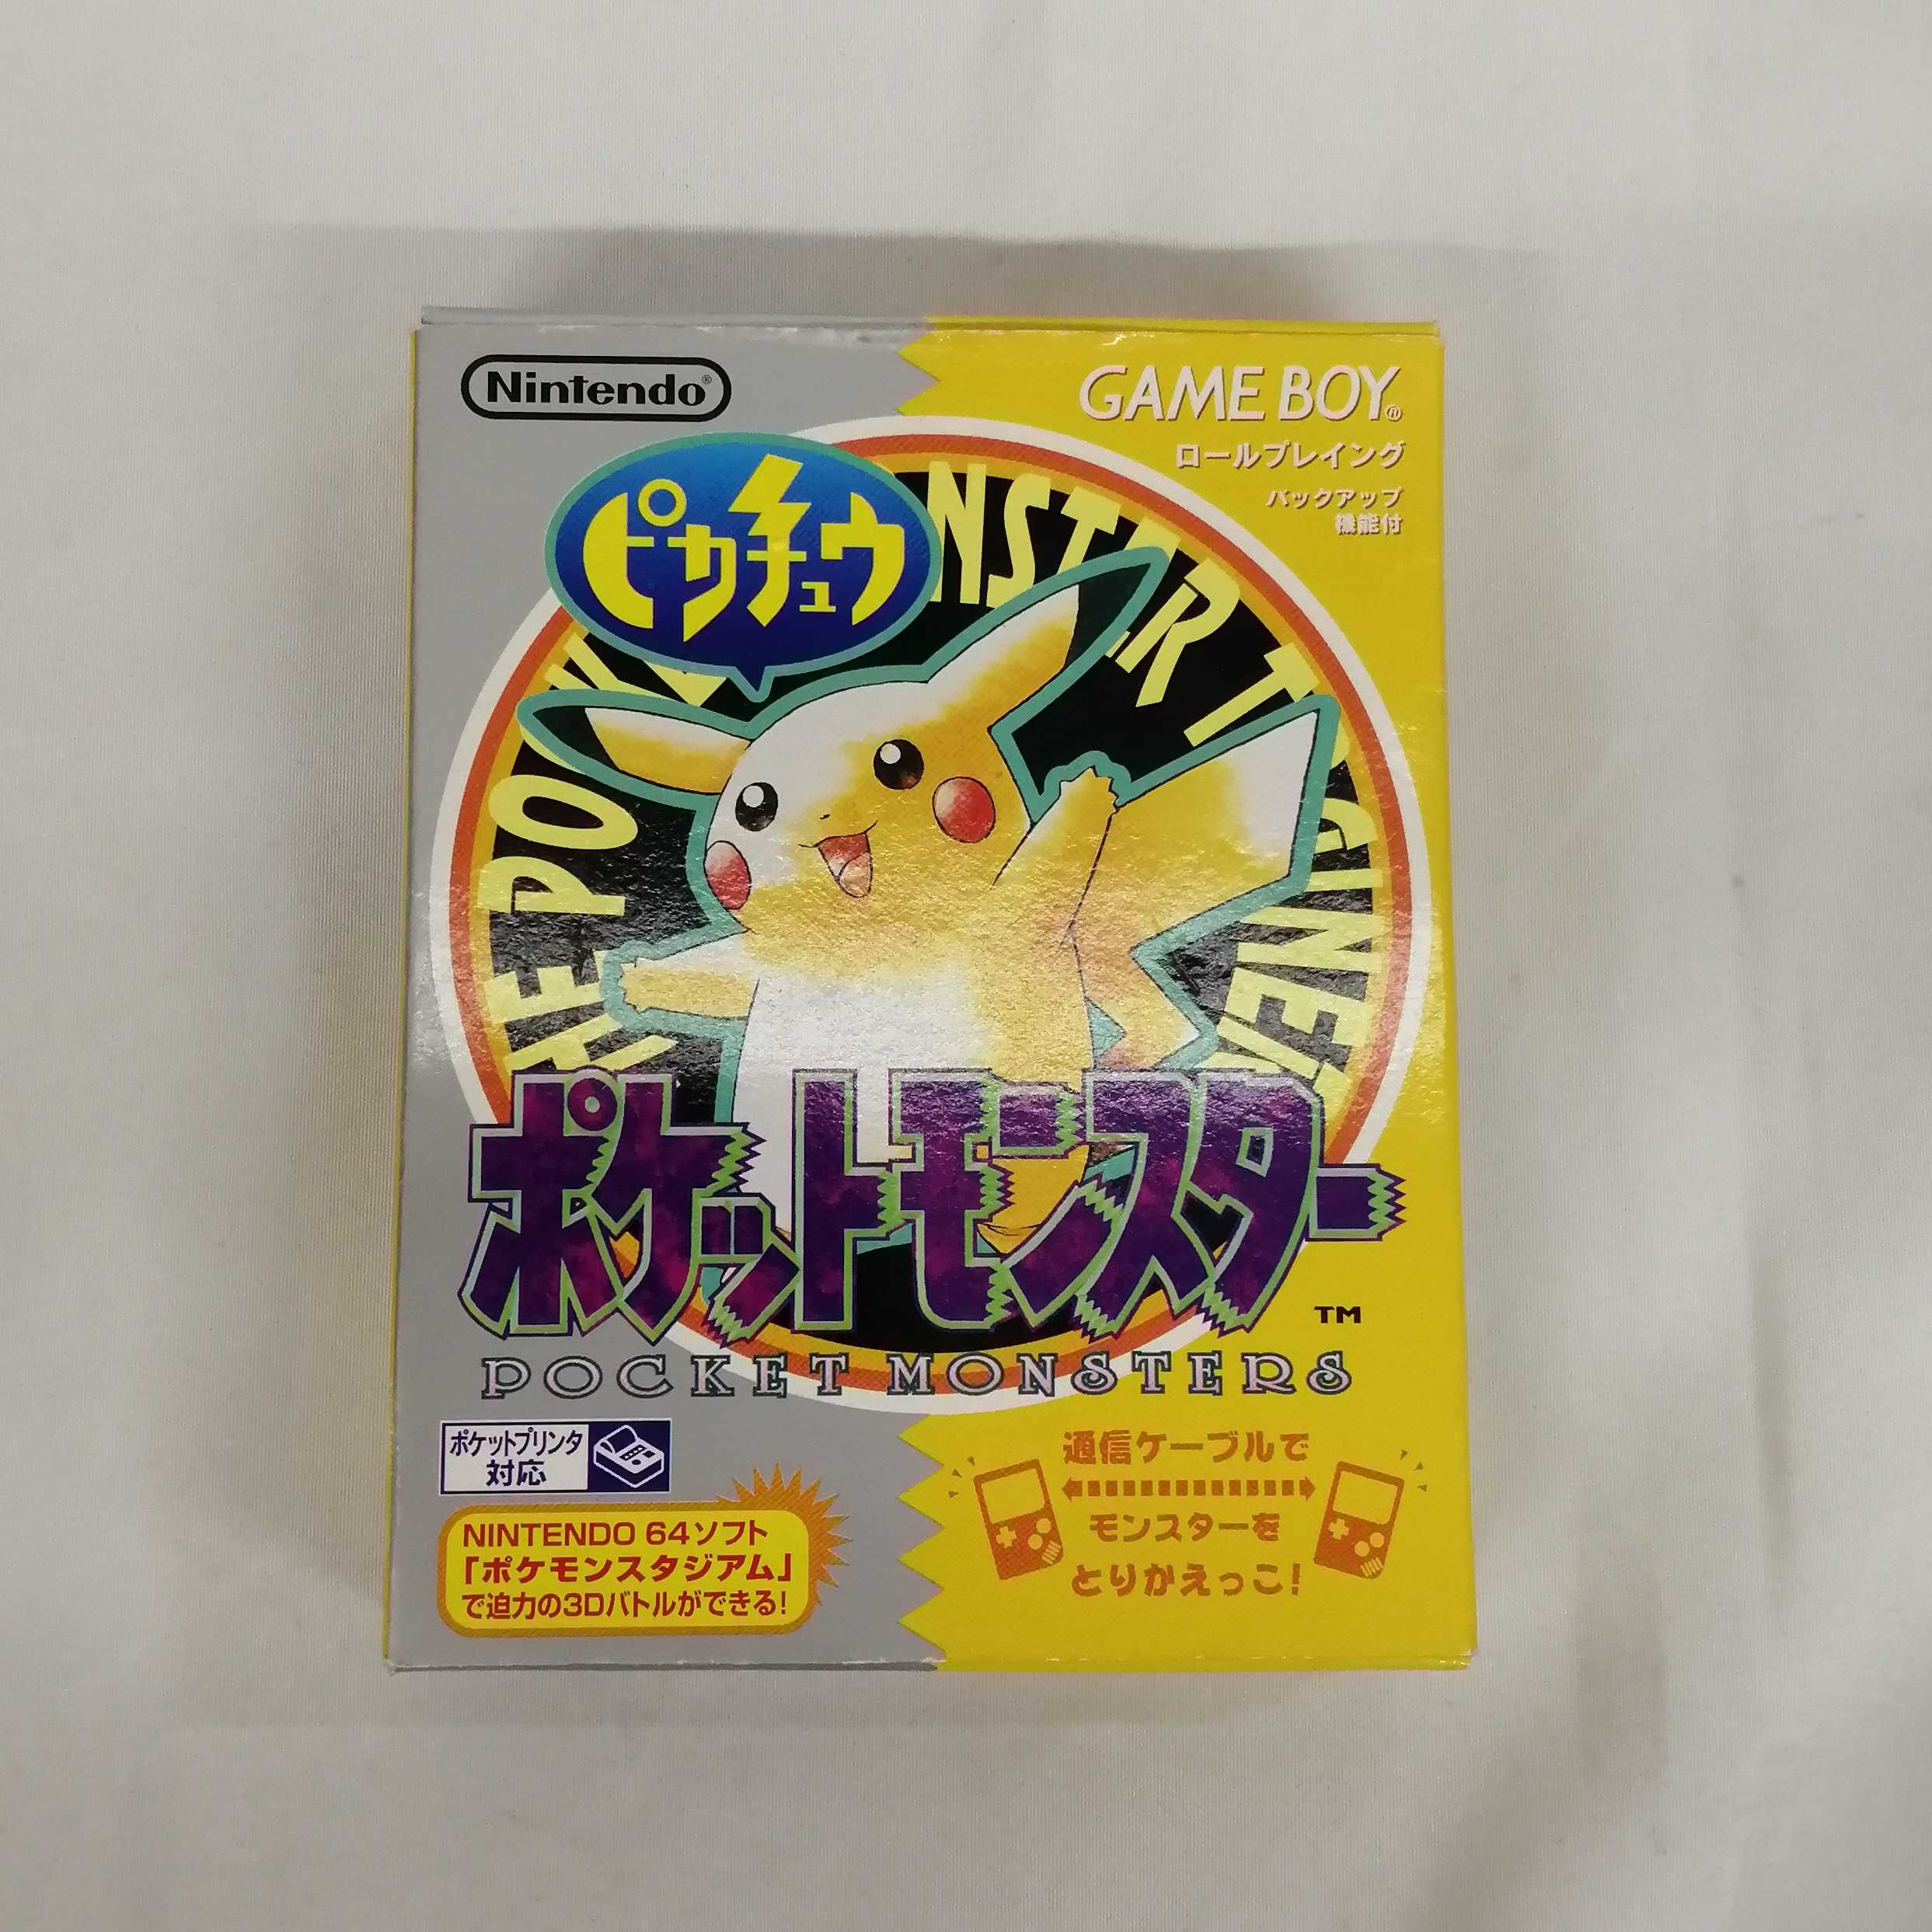 Nintendo®
GAME BOY®
ロールプレイング
バックアップ
機能付
ピカチュウ
ポケットモンスター
TM
POCKET MONSTERS
ポケットプリンタ
対応
NINTENDO 64ソフト
「ポケモンスタジアム」
で迫力の3Dバトルができる!
通信ケーブルで
モンスターを
とりかえっこ!